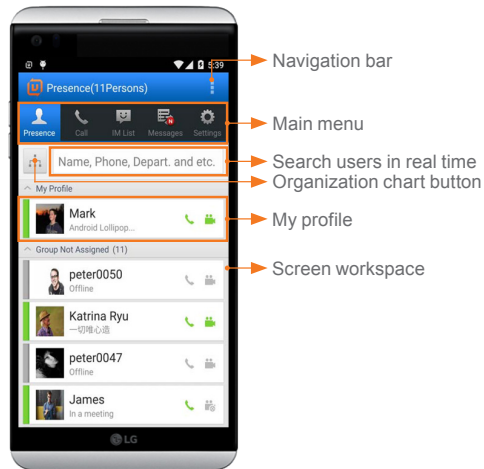 5:39
Navigation bar
Presence(11Persons)
Presence
Call
IM List
Messages
Settings
Main menu
Name, Phone, Depart. and etc.
Search users in real time
Organization chart button
My Profile
Mark
Android Lollipop...
My profile
Group Not Assigned (11)
Screen workspace
peter0050
Offline
Katrina Ryu
一切唯心造
peter0047
Offline
James
In a meeting
LG